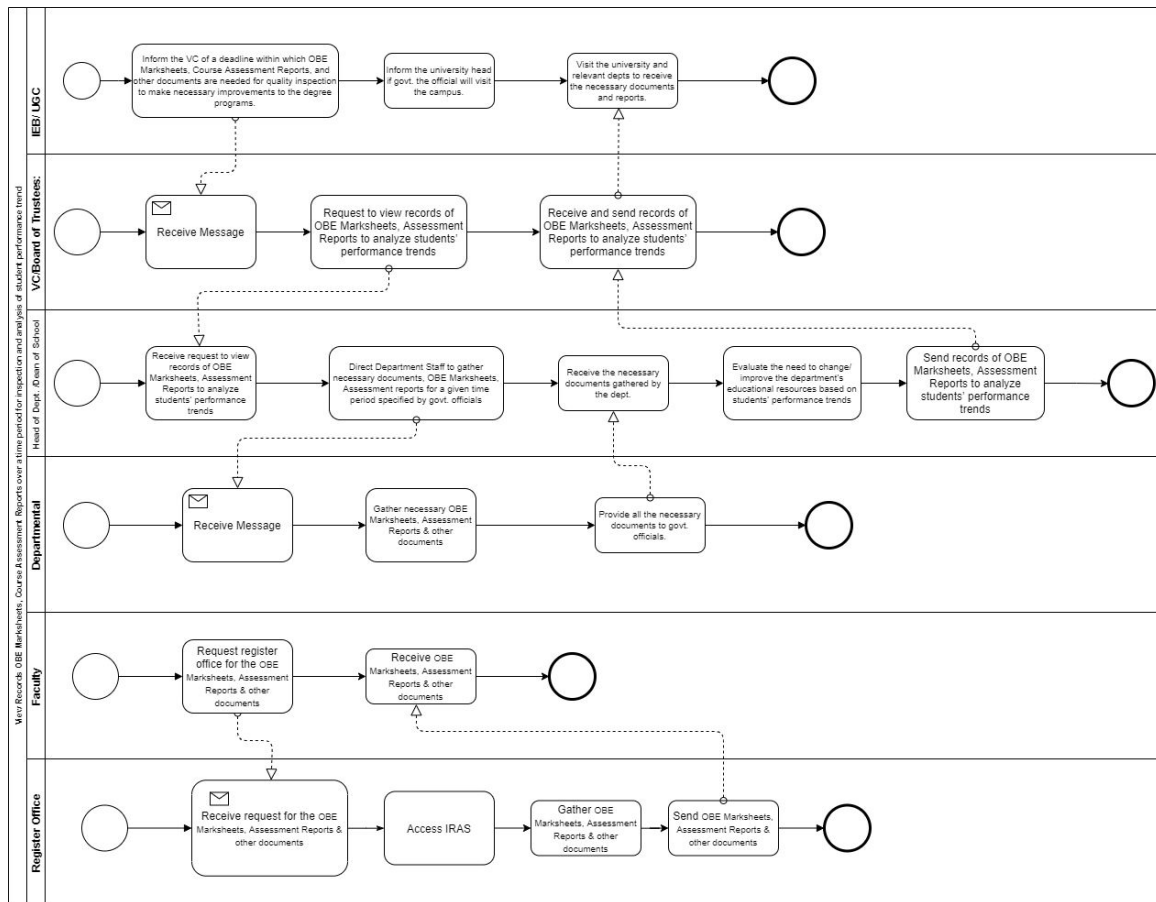 View Records OBE Marksheets, Course Assessment Reports over a time period for inspection and analysis of student performance trend
IEB/ UGC
Inform the VC of a deadline within which OBE
Marksheets, Course Assessment Reports, and
other documents are needed for quality inspection
to make necessary improvements to the degree
programs.
Inform the university head
if govt. the official will visit
the campus.
Visit the university and
relevant depts to receive
the necessary documents
and reports.
VC/Board of Trustees:
Receive Message
Request to view records of
OBE Marksheets, Assessment
Reports to analyze students'
performance trends
Receive and send records of
OBE Marksheets, Assessment
Reports to analyze students'
performance trends
Head of Dept. /Dean of School
Receive request to view
records of OBE
Marksheets, Assessment
Reports to analyze
students' performance
trends
Direct Department Staff to gather
necessary documents, OBE Marksheets,
Assessment reports for a given time
period specified by govt. officials
Receive the necessary
documents gathered by
the dept.
Evaluate the need to change/
improve the department's
educational resources based on
students' performance trends
Send records of OBE
Marksheets, Assessment
Reports to analyze
students' performance
trends
Departmental
Receive Message
Gather necessary OBE
Marksheets, Assessment
Reports & other
documents
Provide all the necessary
documents to govt.
officials.
Faculty
Request register
office for the OBE
Marksheets, Assessment
Reports & other
documents
Receive OBE
Marksheets, Assessment
Reports & other
documents
Register Office
Receive request for the OBE
Marksheets, Assessment Reports &
other documents
Access IRAS
Gather OBE
Marksheets, Assessment
Reports & other
documents
Send OBE Marksheets,
Assessment Reports &
other documents